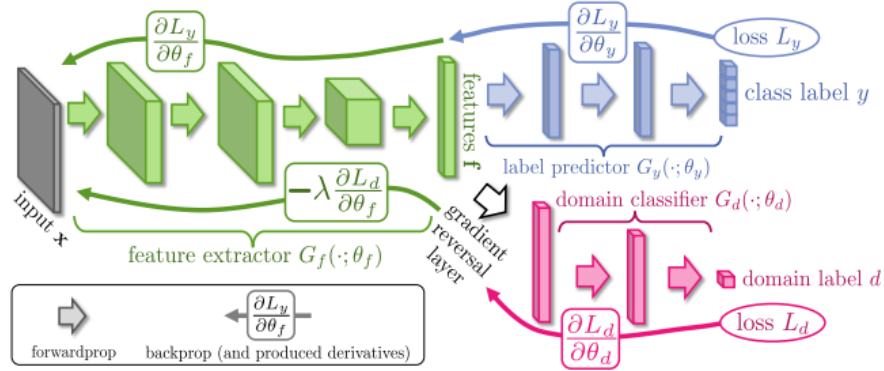 ∂L_y/∂θ_f
∂L_y/∂θ_y
loss L_y
features f
class label y
label predictor G_y(·; θ_y)
input x
−λ ∂L_d/∂θ_f
feature extractor G_f(·; θ_f)
gradient
reversal
layer
domain classifier G_d(·; θ_d)
domain label d
∂L_d/∂θ_d
loss L_d
forwardprop
∂L_y/∂θ_f
backprop (and produced derivatives)